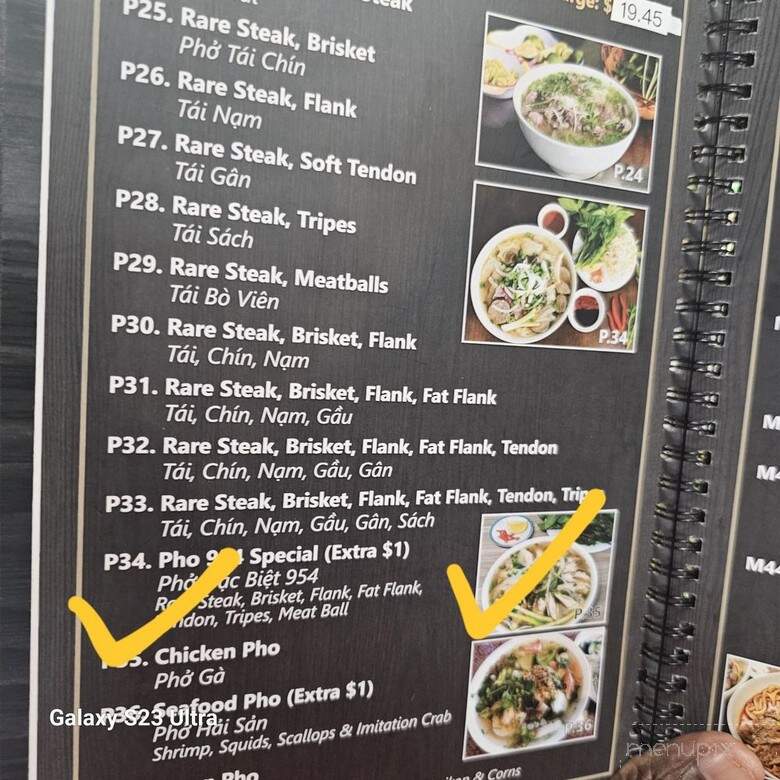 19.45
P25. Rare Steak, Brisket
Phở Tái Chín
P26. Rare Steak, Flank
Tái Nạm
P27. Rare Steak, Soft Tendon
Tái Gân
P28. Rare Steak, Tripes
Tái Sách
P29. Rare Steak, Meatballs
Tái Bò Viên
P30. Rare Steak, Brisket, Flank
Tái, Chín, Nạm
P31. Rare Steak, Brisket, Flank, Fat Flank
Tái, Chín, Nạm, Gầu
P32. Rare Steak, Brisket, Flank, Fat Flank, Tendon
Tái, Chín, Nạm, Gầu, Gân
P33. Rare Steak, Brisket, Flank, Fat Flank, Tendon,
Tái, Chín, Nạm, Gầu, Gân, Sách
P34. Pho Special (Extra $1)
Phở Biệt 954
Steak, Brisket, Flank, Fat Flank,
Tripes, Meat Ball
Chicken Pho
Phở Gà
P36. Seafood Pho (Extra $1)
Phở Hải Sản
Shrimp, Squids, Scallops & Imitation Crab
Pho
& Corns
P.24
P.34
P.35
P.36
M44
Galaxy S23 Ultra
menupix